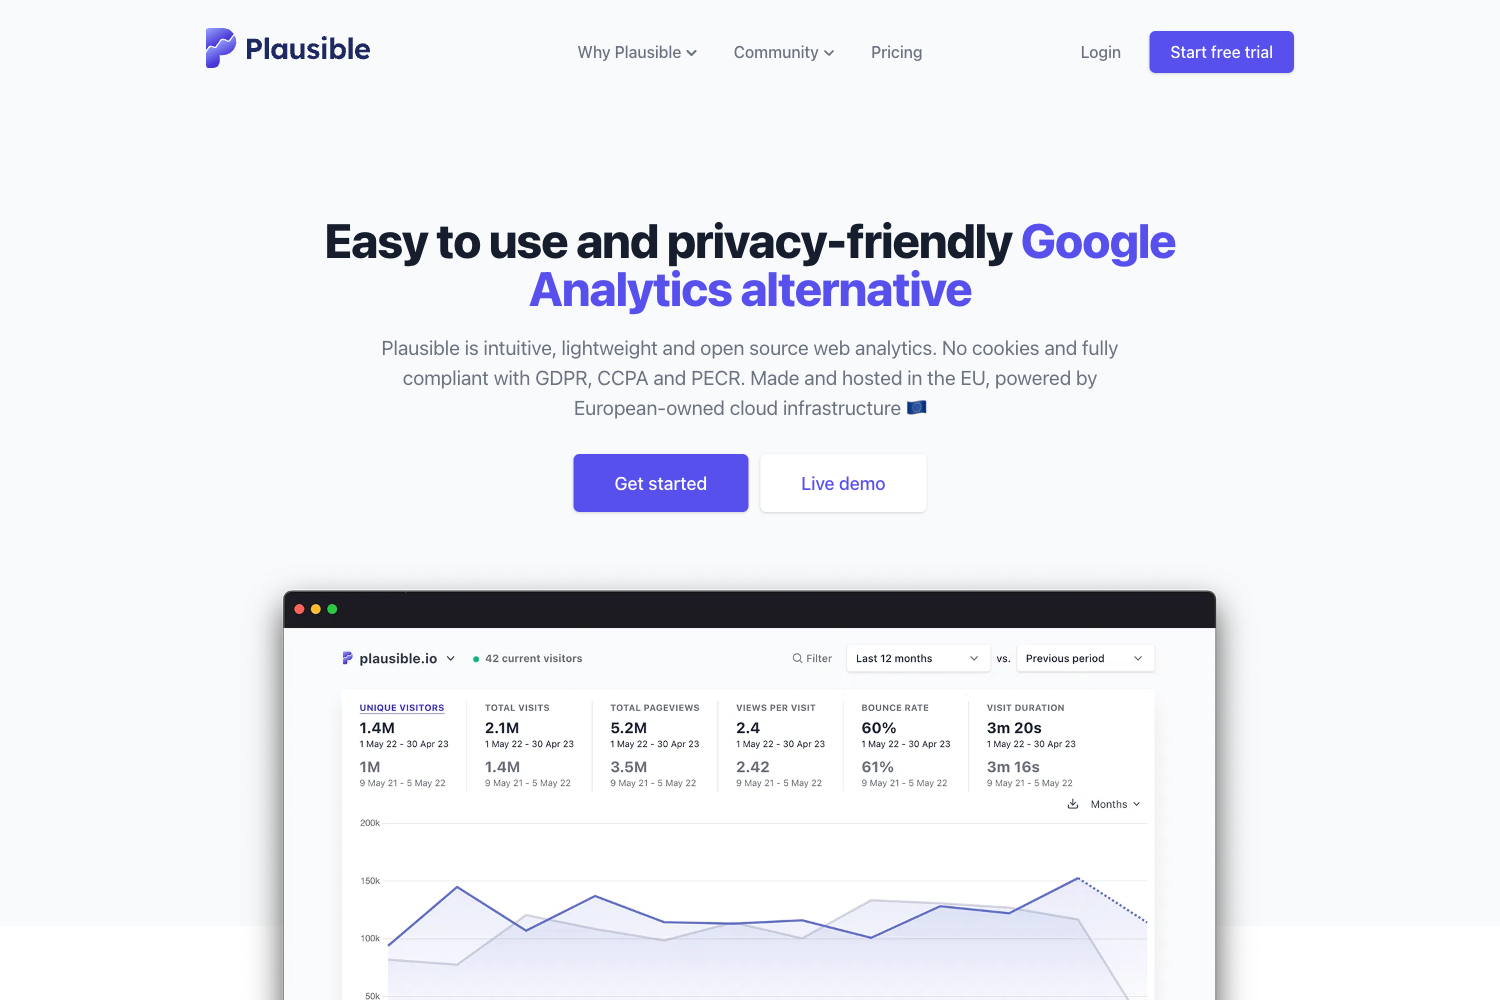 Plausible
Why Plausible
Community
Pricing
Login
Start free trial
Easy to use and privacy-friendly Google
Analytics alternative
Plausible is intuitive, lightweight and open source web analytics. No cookies and fully
compliant with GDPR, CCPA and PECR. Made and hosted in the EU, powered by
European-owned cloud infrastructure 🇪🇺
Get started
Live demo
plausible.io
42 current visitors
Filter
Last 12 months
vs.
Previous period
UNIQUE VISITORS
1.4M
1 May 22 - 30 Apr 23
1M
9 May 21 - 5 May 22
TOTAL VISITS
2.1M
1 May 22 - 30 Apr 23
1.4M
9 May 21 - 5 May 22
TOTAL PAGEVIEWS
5.2M
1 May 22 - 30 Apr 23
3.5M
9 May 21 - 5 May 22
VIEWS PER VISIT
2.4
1 May 22 - 30 Apr 23
2.42
9 May 21 - 5 May 22
BOUNCE RATE
60%
1 May 22 - 30 Apr 23
61%
9 May 21 - 5 May 22
VISIT DURATION
3m 20s
1 May 22 - 30 Apr 23
3m 16s
9 May 21 - 5 May 22
Months
200k
150k
100k
50k